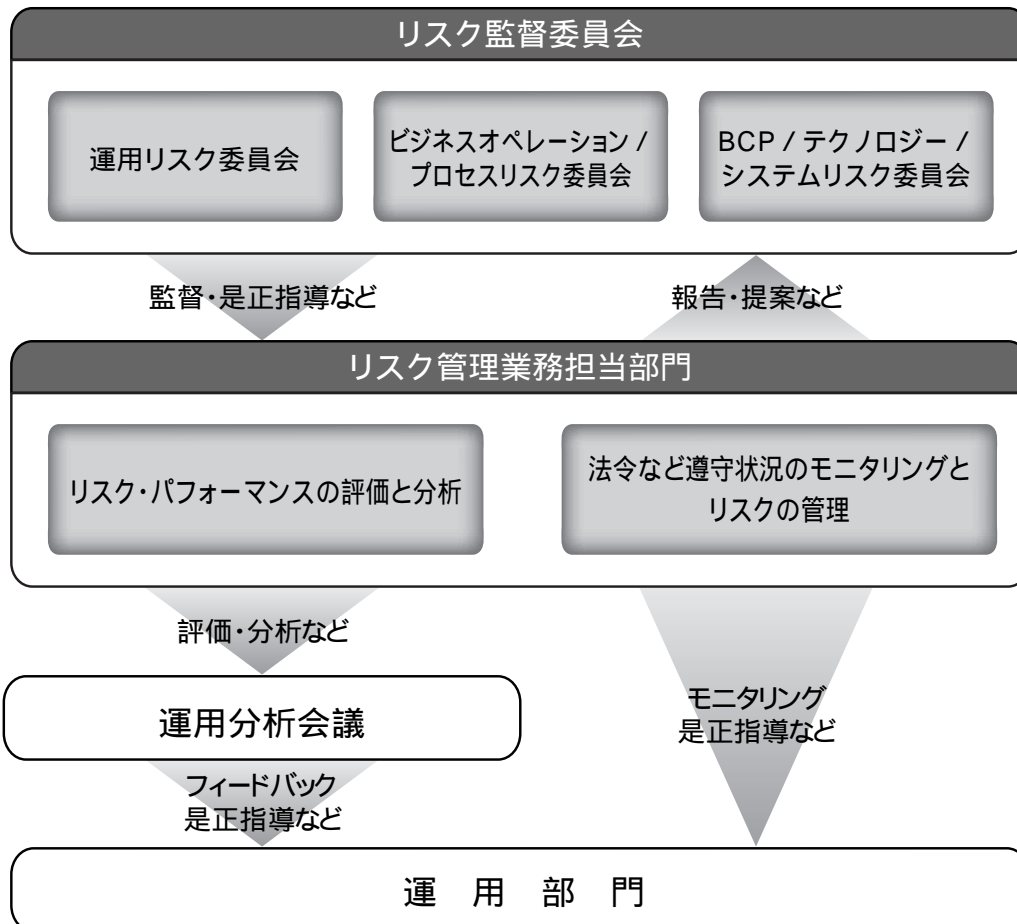 リスク監督委員会
運用リスク委員会
ビジネスオペレーション /
プロセスリスク委員会
BCP / テクノロジー /
システムリスク委員会
監督・是正指導など
報告・提案など
リスク管理業務担当部門
リスク・パフォーマンスの評価と分析
法令など遵守状況のモニタリングと
リスクの管理
評価・分析など
運用分析会議
モニタリング
是正指導など
フィードバック
是正指導など
運 用 部 門